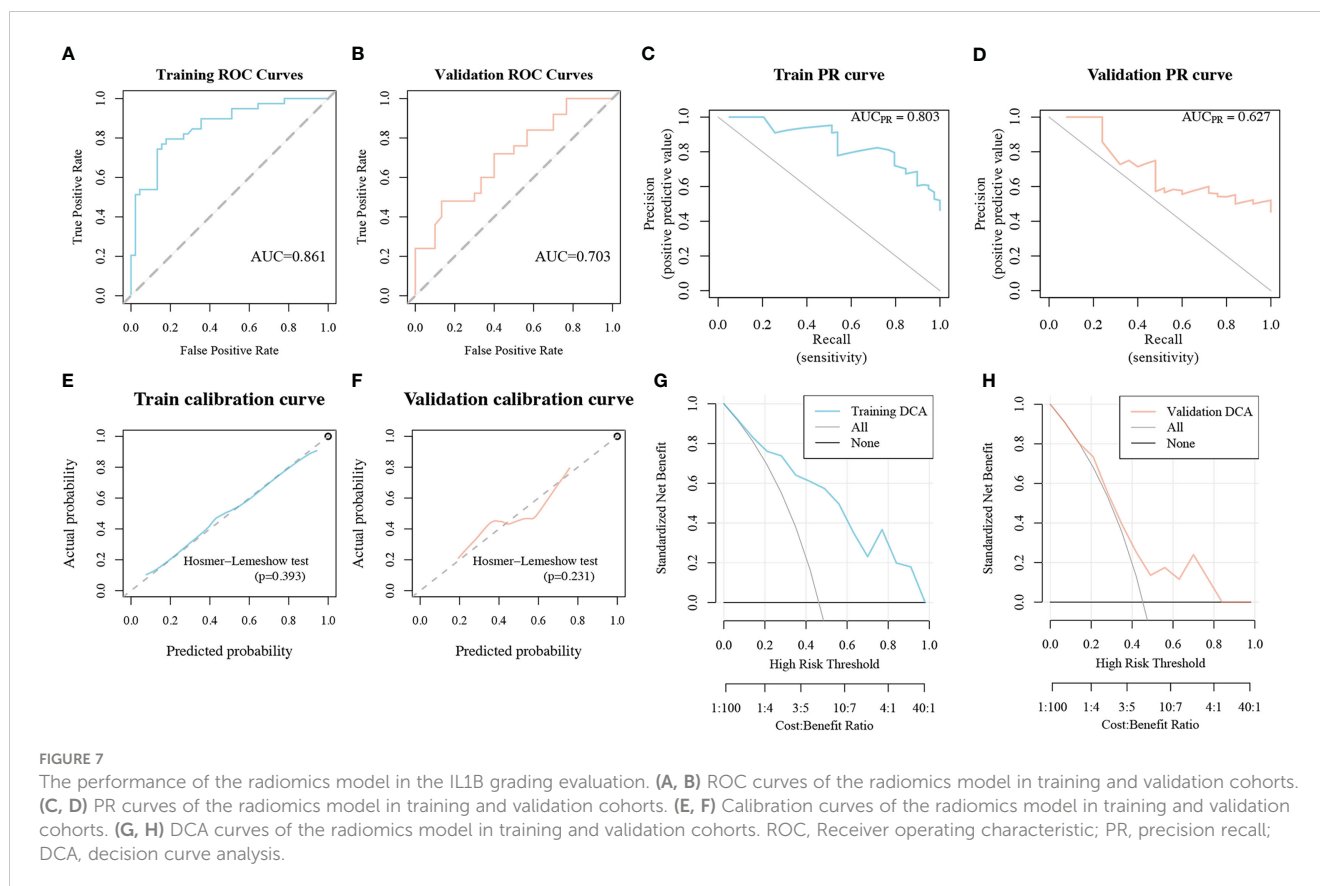 A
Training ROC Curves
1.0
0.8
0.6
0.4
0.2
0.0
True Positive Rate
AUC=0.861
0.0 0.2 0.4 0.6 0.8 1.0
False Positive Rate
B
Validation ROC Curves
1.0
0.8
0.6
0.4
0.2
0.0
True Positive Rate
AUC=0.703
0.0 0.2 0.4 0.6 0.8 1.0
False Positive Rate
C
Train PR curve
1.0
0.8
0.6
0.4
0.2
0.0
Precision
(positive predictive value)
AUCPR = 0.803
0.0 0.2 0.4 0.6 0.8 1.0
Recall
(sensitivity)
D
Validation PR curve
1.0
0.8
0.6
0.4
0.2
0.0
Precision
(positive predictive value)
AUCPR = 0.627
0.0 0.2 0.4 0.6 0.8 1.0
Recall
(sensitivity)
E
Train calibration curve
1.0
0.8
0.6
0.4
0.2
0.0
Actual probability
Hosmer–Lemeshow test
(p=0.393)
0.0 0.2 0.4 0.6 0.8 1.0
Predicted probability
F
Validation calibration curve
1.0
0.8
0.6
0.4
0.2
0.0
Actual probability
Hosmer–Lemeshow test
(p=0.231)
0.0 0.2 0.4 0.6 0.8 1.0
Predicted probability
G
Training DCA
All
None
1.0
0.8
0.6
0.4
0.2
0.0
Standardized Net Benefit
0.0 0.2 0.4 0.6 0.8 1.0
High Risk Threshold
1:100 1:4 3:5 10:7 4:1 40:1
Cost:Benefit Ratio
H
Validation DCA
All
None
1.0
0.8
0.6
0.4
0.2
0.0
Standardized Net Benefit
0.0 0.2 0.4 0.6 0.8 1.0
High Risk Threshold
1:100 1:4 3:5 10:7 4:1 40:1
Cost:Benefit Ratio
FIGURE 7
The performance of the radiomics model in the IL1B grading evaluation. (A, B) ROC curves of the radiomics model in training and validation cohorts.
(C, D) PR curves of the radiomics model in training and validation cohorts. (E, F) Calibration curves of the radiomics model in training and validation
cohorts. (G, H) DCA curves of the radiomics model in training and validation cohorts. ROC, Receiver operating characteristic; PR, precision recall;
DCA, decision curve analysis.